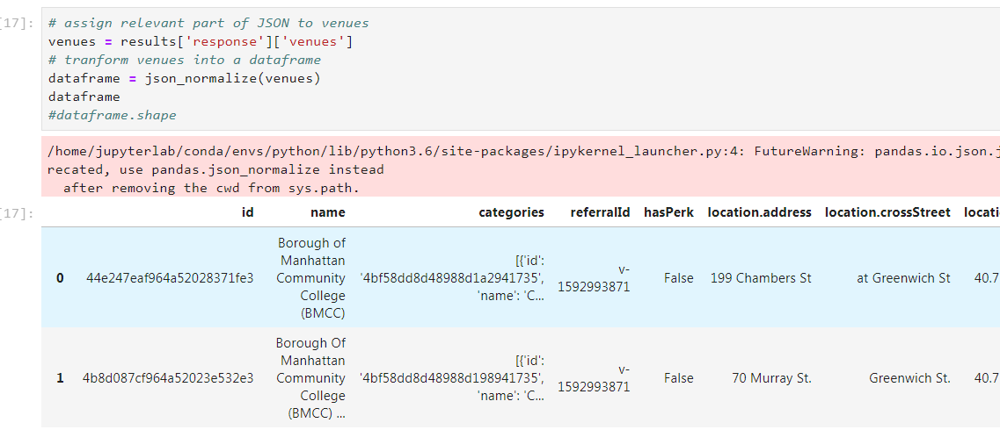 [17]: # assign relevant part of JSON to venues
venues = results['response']['venues']
# tranform venues into a dataframe
dataframe = json_normalize(venues)
dataframe
#dataframe.shape
/home/jupyterlab/conda/envs/python/lib/python3.6/site-packages/ipykernel_launcher.py:4: FutureWarning: pandas.io.json.j
recated, use pandas.json_normalize instead
after removing the cwd from sys.path.
[17]:
id name categories referralId hasPerk location.address location.crossStreet locati
0 44e247eaf964a52028371fe3 Borough of Manhattan Community College (BMCC) [{'id': '4bf58dd8d48988d1a2941735', 'name': 'C... v-1592993871 False 199 Chambers St at Greenwich St 40.7
1 4b8d087cf964a52023e532e3 Borough Of Manhattan Community College (BMCC) ... [{'id': '4bf58dd8d48988d198941735', 'name': 'C... v-1592993871 False 70 Murray St. Greenwich St. 40.7